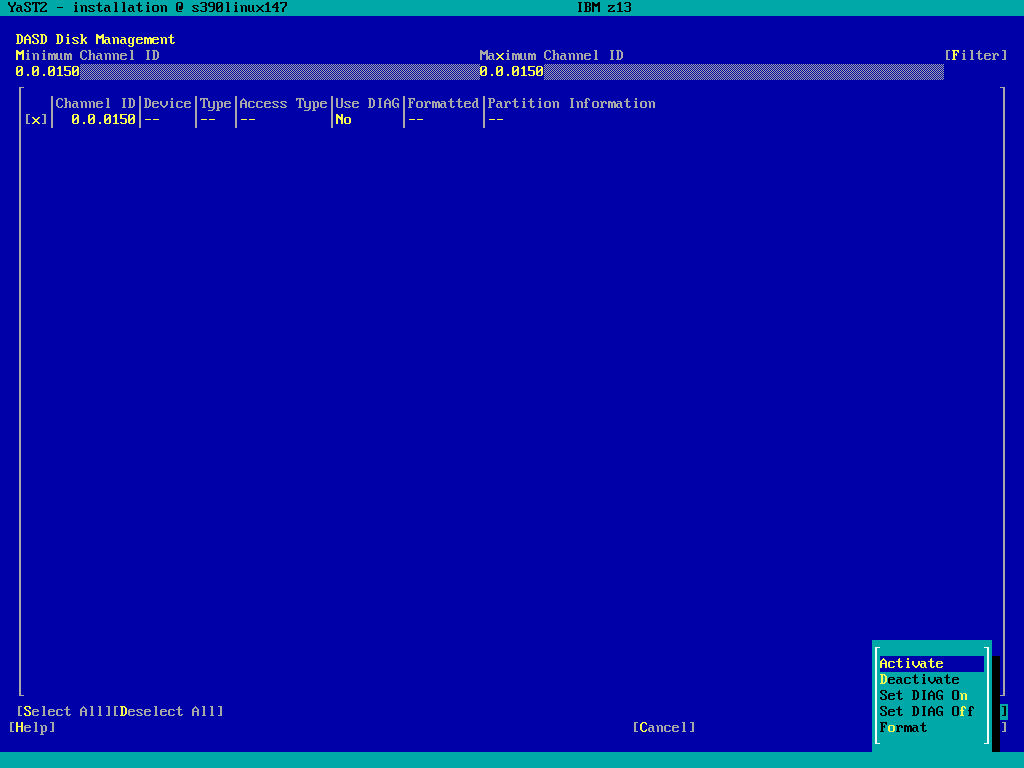 YaST2 - installation @ s390linux147 IBM z13
DASD Disk Management
Minimum Channel ID Maximum Channel ID [Filter]
0.0.0150 0.0.0150
Channel ID|Device|Type|Access Type|Use DIAG|Formatted|Partition Information
[x]| 0.0.0150|-- |-- |-- |No |-- |--
Activate
Deactivate
Set DIAG On
[Select All][Deselect All] Set DIAG Off ]
[Help] [Cancel] Format ]